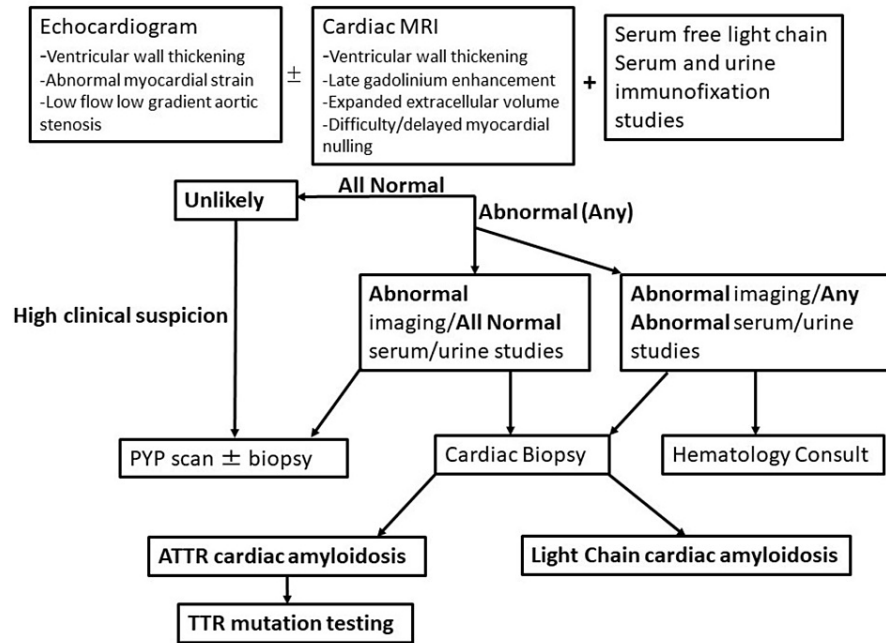 Echocardiogram
-Ventricular wall thickening
-Abnormal myocardial strain
-Low flow low gradient aortic
stenosis
±
Cardiac MRI
-Ventricular wall thickening
-Late gadolinium enhancement
-Expanded extracellular volume
-Difficulty/delayed myocardial
nulling
+
Serum free light chain
Serum and urine
immunofixation
studies
All Normal
Unlikely
Abnormal (Any)
High clinical suspicion
Abnormal
imaging/All Normal
serum/urine studies
Abnormal imaging/Any
Abnormal serum/urine
studies
PYP scan ± biopsy
Cardiac Biopsy
Hematology Consult
ATTR cardiac amyloidosis
Light Chain cardiac amyloidosis
TTR mutation testing